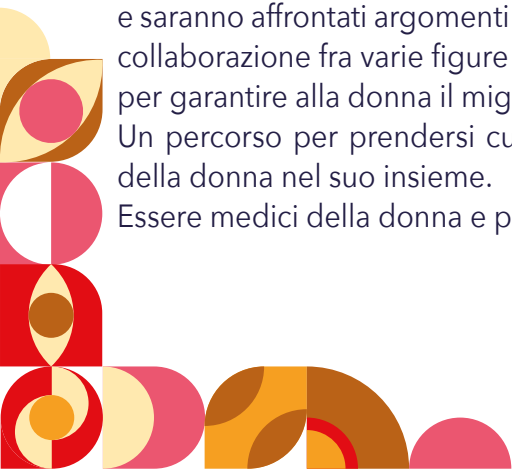 e saranno affrontati argomenti
collaborazione fra varie figure
per garantire alla donna il mig
Un percorso per prendersi cu
della donna nel suo insieme.
Essere medici della donna e p